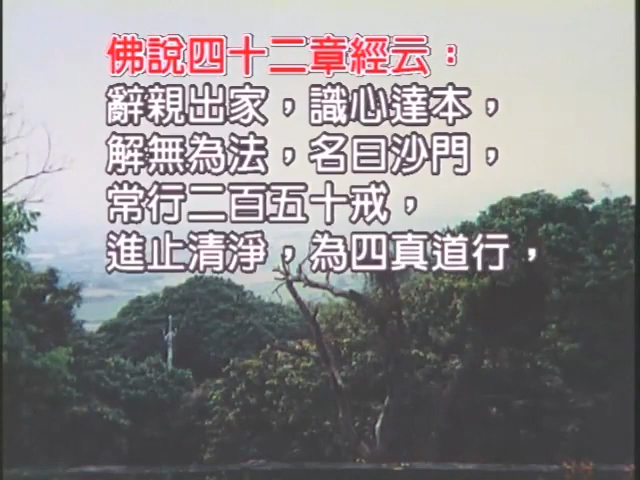 佛說四十二章經云：
辭親出家，識心達本，
解無為法，名曰沙門，
常行二百五十戒，
進止清淨，為四真道行，